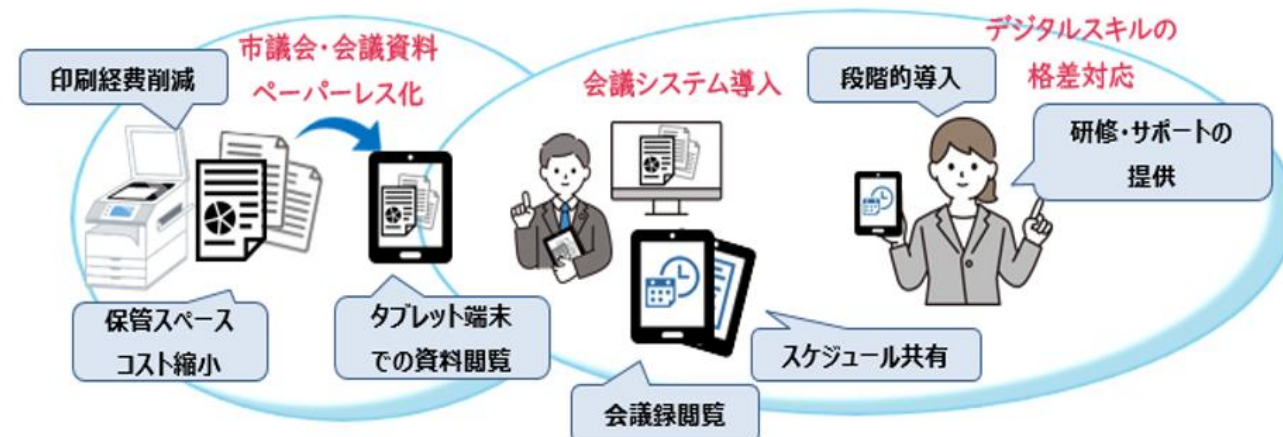 市議会・会議資料
ペーパーレス化
印刷経費削減
保管スペース
コスト縮小
タブレット端末
での資料閲覧
会議システム導入
会議録閲覧
スケジュール共有
デジタルスキルの
格差対応
段階的導入
研修・サポートの
提供